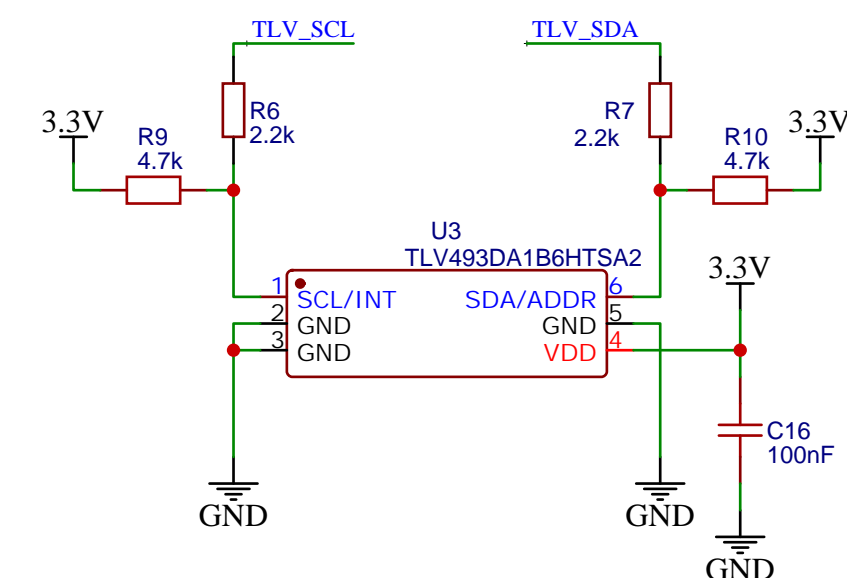 TLV_SCL
TLV_SDA
R6
2.2k
R7
2.2k
3.3V
R9
4.7k
R10
4.7k
3.3V
U3
TLV493DA1B6HTSA2
1
SCL/INT
SDA/ADDR
6
2
GND
GND
5
3
GND
VDD
4
3.3V
C16
100nF
GND
GND
GND